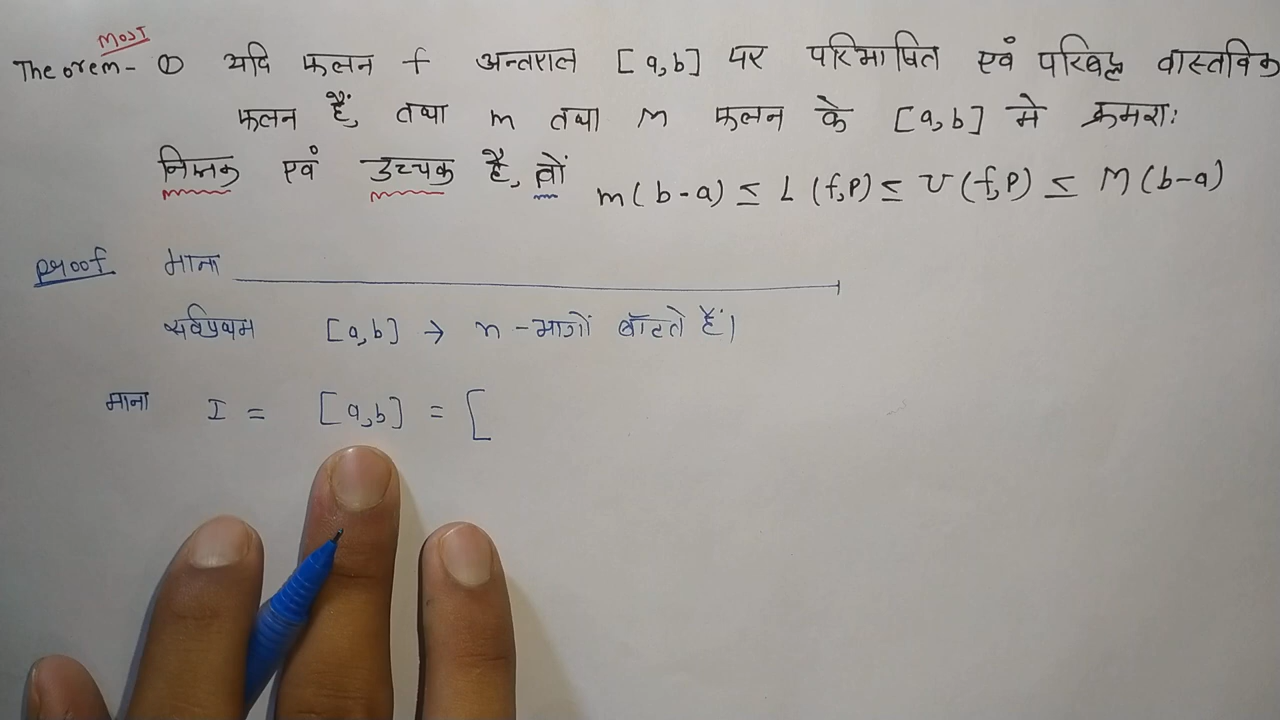 Most
Theorem- ① यदि फलन f अन्तराल [a,b] पर परिभाषित एवं परिबद्ध वास्तविक
फलन हैं, तथा m तथा M फलन के [a,b] मे क्रमशः
निम्नक एवं उच्चक है, तों m(b-a) ≤ L(f,P) ≤ U(f,P) ≤ M(b-a)
Proof माना
सर्वप्रथम [a,b] → n-भागों बाँटते हैं।
माना I = [a,b] = [